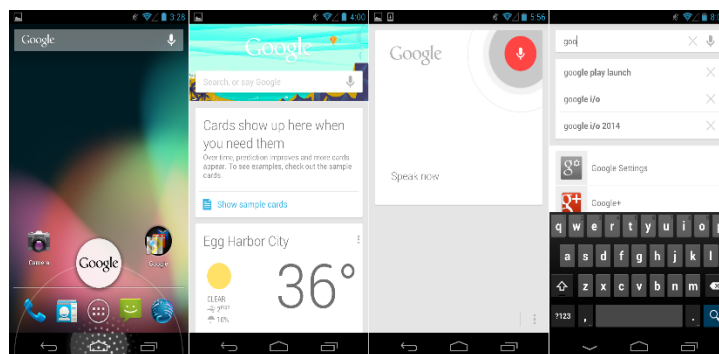 3:28
Google
Camera
Google
Google
4:00
Google
Search, or say Google
Cards show up here when
you need them
Over time, prediction improves and more cards
appear. To see examples, check out the sample
cards.
Show sample cards
Egg Harbor City
36°
CLEAR
10%
5:56
Google
Speak now
goo
google play launch
google i/o
google i/o 2014
Google Settings
Google+
q w e r t y u i o p
a s d f g h j k l
z x c v b n m
?123 , .